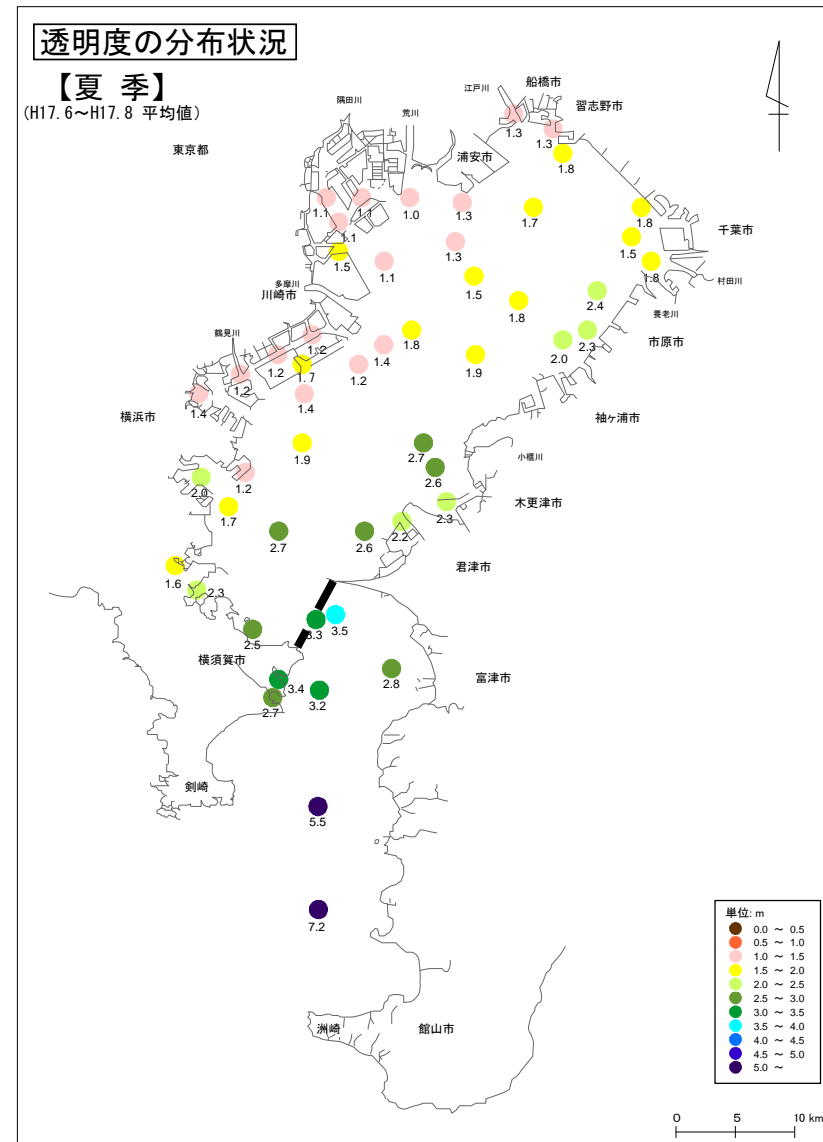 透明度の分布状況
【夏 季】
(H17.6～H17.8 平均値)
東京都
隅田川
荒川
江戸川
船橋市
習志野市
浦安市
1.3
1.3
1.8
1.1
1.1
1.0
1.3
1.7
1.8
千葉市
1.1
1.3
1.5
1.5
1.1
1.8
村田川
多摩川
川崎市
1.5
2.4
1.8
養老川
鶴見川
1.2
1.8
2.3
市原市
1.4
2.0
1.2
1.7
1.2
1.9
1.2
1.4
1.4
横浜市
袖ヶ浦市
1.9
2.7
小櫃川
2.6
1.2
2.0
木更津市
1.7
2.3
2.2
2.7
2.6
君津市
1.6
2.3
3.3
3.5
2.5
横須賀市
2.8
富津市
3.4
3.2
2.7
剣崎
5.5
7.2
洲崎
館山市
単位: m
0.0 ～ 0.5
0.5 ～ 1.0
1.0 ～ 1.5
1.5 ～ 2.0
2.0 ～ 2.5
2.5 ～ 3.0
3.0 ～ 3.5
3.5 ～ 4.0
4.0 ～ 4.5
4.5 ～ 5.0
5.0 ～
0 5 10 km